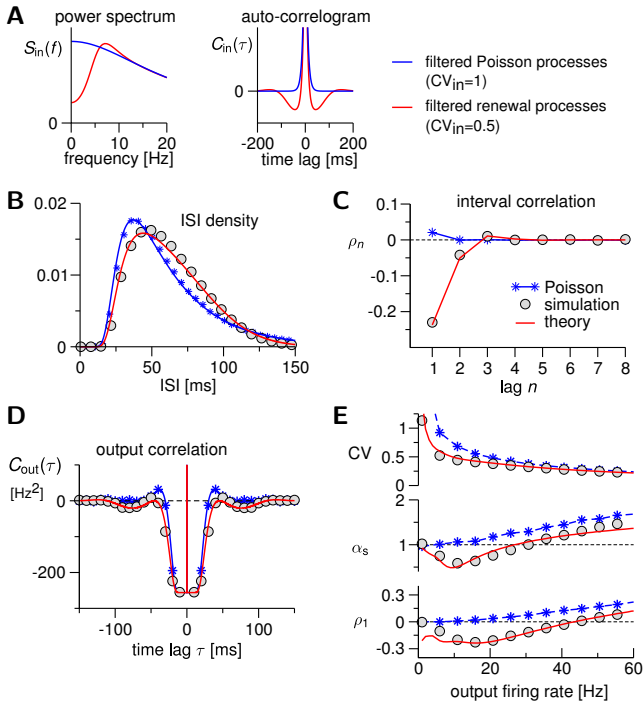 A
power spectrum
auto-correlogram
S_in(f)
0
0 10 20
frequency [Hz]
C_in(τ)
0
-200 0 200
time lag [ms]
filtered Poisson processes
(CV_in=1)
filtered renewal processes
(CV_in=0.5)
B
ISI density
0.02
0.01
0
0 50 100 150
ISI [ms]
C
interval correlation
0.1
0
-0.1
-0.2
ρ_n
Poisson
simulation
theory
1 2 3 4 5 6 7 8
lag n
D
output correlation
C_out(τ)
[Hz²]
0
-200
-100 0 100
time lag τ [ms]
E
CV
1
0.5
0
α_s
2
1
0
ρ_1
0.3
0
-0.3
0 20 40 60
output firing rate [Hz]